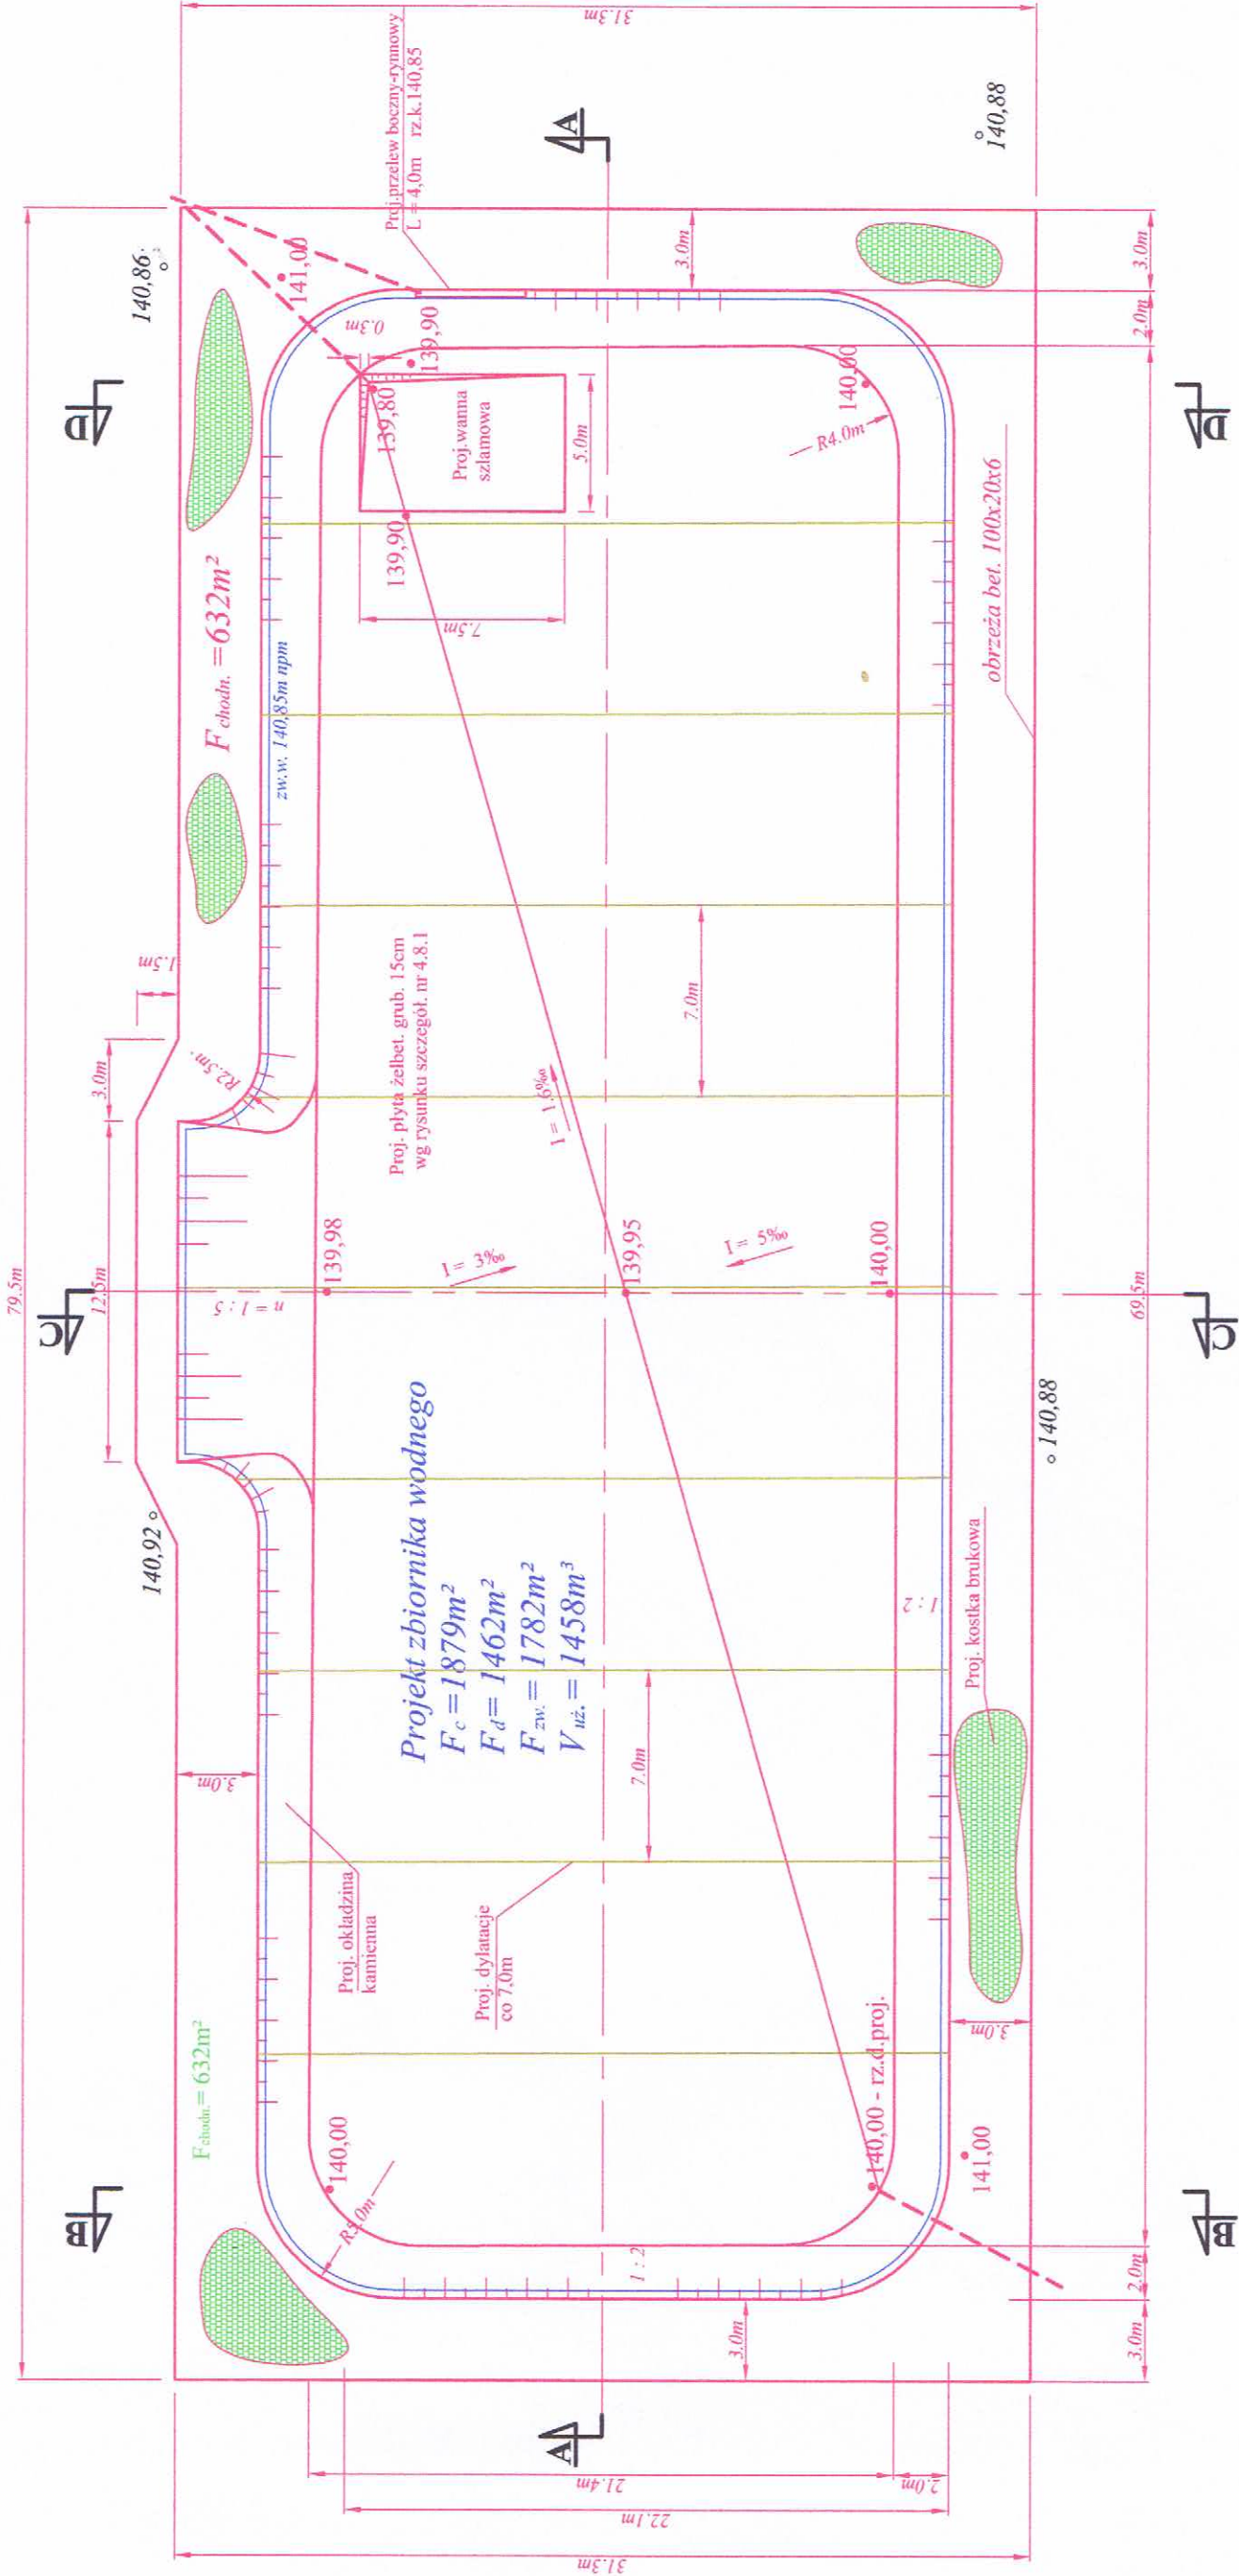 79.5m
31.3m
140,86
141,00
Proj.przelew boczny-rynnowy
L = 4,0m rz.k.140,85
A
140,88
D
3.0m
0.3m
139,90
139,80
Proj.wanna
szlamowa
5.0m
139,90
7.5m
140,00
R4.0m
3.0m
2.0m
D
F chodn. = 632m²
zw.w. 140,85m npm
obrzeża bet. 100x20x6
1.5m
3.0m
R2.5m
12.5m
Proj. płyta żelbet. grub. 15cm
wg rysunku szczegół. nr 4.8.1
7.0m
I = 1.6‰
C
n = 1 : 5
139,98
I = 3‰
139,95
I = 5‰
140,00
69.5m
C
140,92
Projekt zbiornika wodnego
F c = 1879m²
F d = 1462m²
F zw. = 1782m²
V uż. = 1458m³
140,88
1 : 2
Proj. kostka brukowa
3.0m
7.0m
Proj. okładzina
kamienna
Proj. dylatacje
co 7,0m
3.0m
F chodn. = 632m²
140,00
R5.0m
140,00 - rz.d.proj.
141,00
B
B
1 : 2
3.0m
2.0m
3.0m
A
21.4m
2.0m
22.1m
31.3m